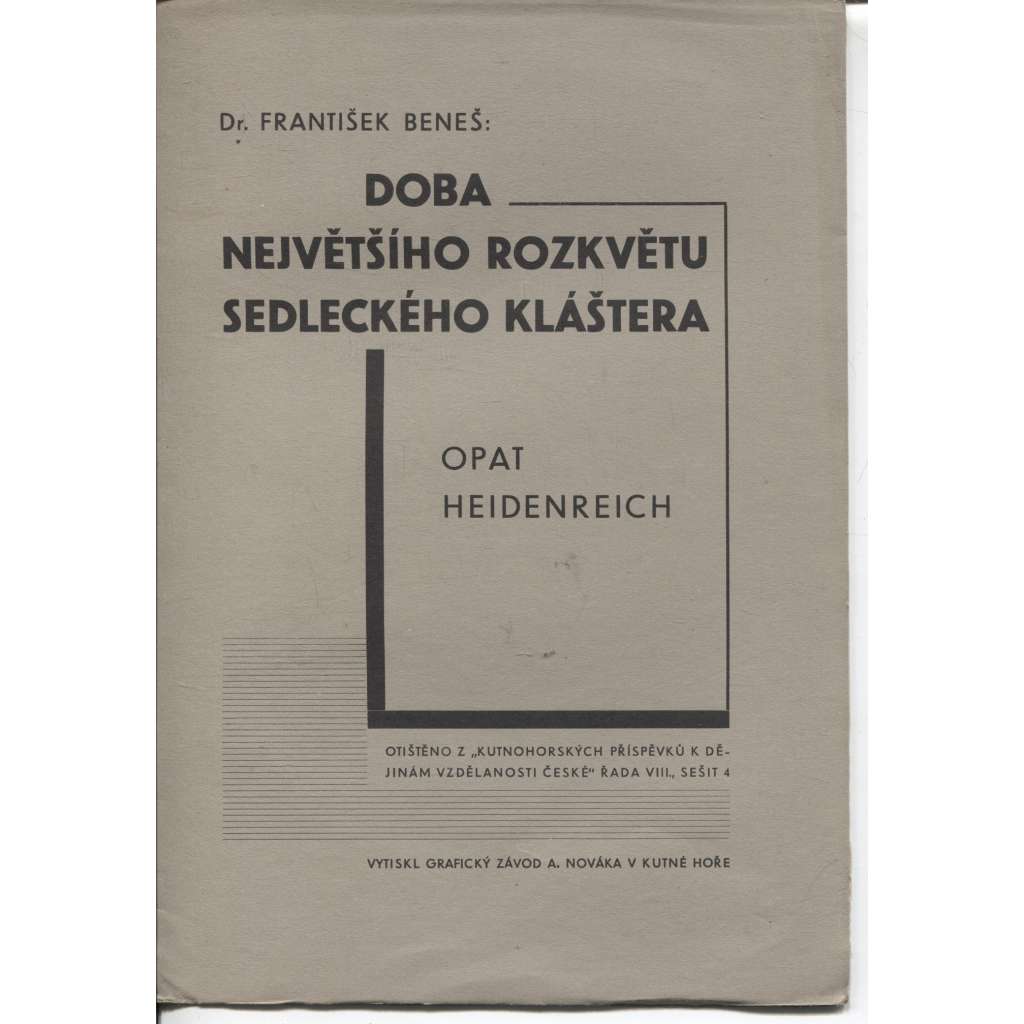 Dr. FRANTIŠEK BENEŠ:
DOBA
NEJVĚTŠÍHO ROZKVĚTU
SEDLECKÉHO KLÁŠTERA
OPAT
HEIDENREICH
OTIŠTĚNO Z „KUTNOHORSKÝCH PŘÍSPĚVKŮ K DĚ-
JINÁM VZDĚLANOSTI ČESKÉ“ ŘADA VIII., SEŠIT 4
VYTISKL GRAFICKÝ ZÁVOD A. NOVÁKA V KUTNÉ HOŘE